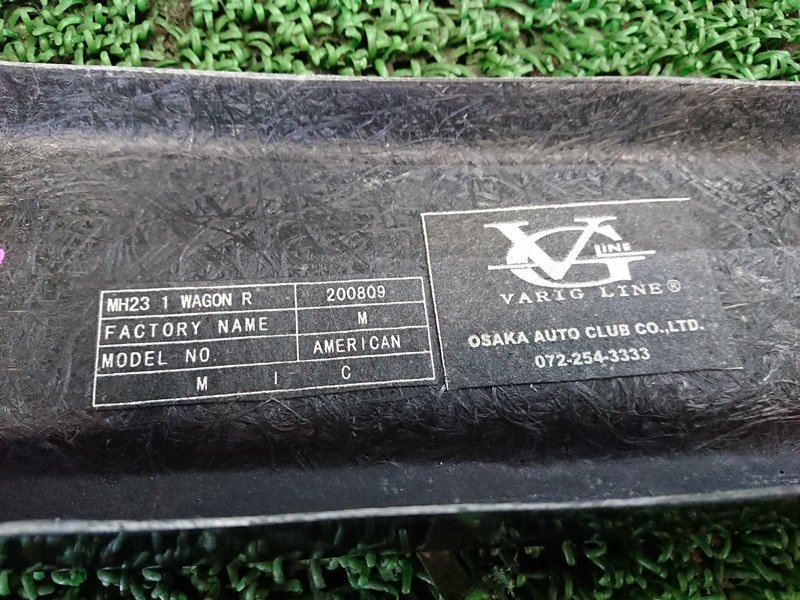 MH23 1 WAGON R 200809
FACTORY NAME M
MODEL NO. AMERICAN
M I C
VG LINE
VARIG LINE®
OSAKA AUTO CLUB CO.,LTD.
072-254-3333